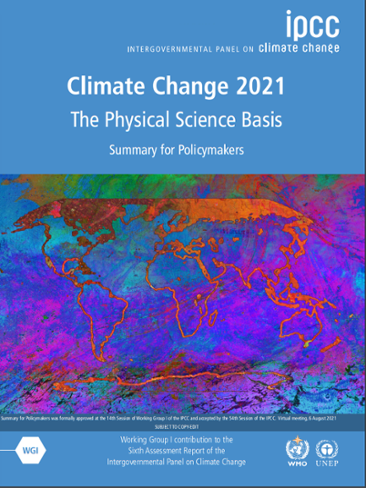 ipcc
INTERGOVERNMENTAL PANEL ON climate change
Climate Change 2021
The Physical Science Basis
Summary for Policymakers
Summary for Policymakers was formally approved at the 14th Session of Working Group I of the IPCC and accepted by the 54th Session of the IPCC. Virtual meeting, 6 August 2021
SUBJECT TO COPY EDIT
WGI
Working Group I contribution to the
Sixth Assessment Report of the
Intergovernmental Panel on Climate Change
WMO
UNEP